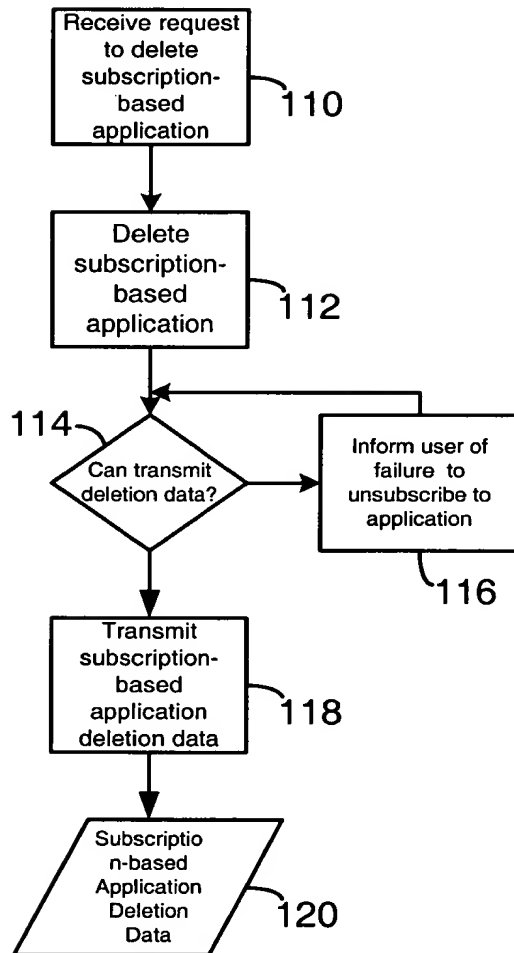 Receive request
to delete
subscription-
based
application
110
Delete
subscription-
based
application
112
114
Can transmit
deletion data?
Inform user of
failure to
unsubscribe to
application
116
Transmit
subscription-
based
application
deletion data
118
Subscriptio
n-based
Application
Deletion
Data
120